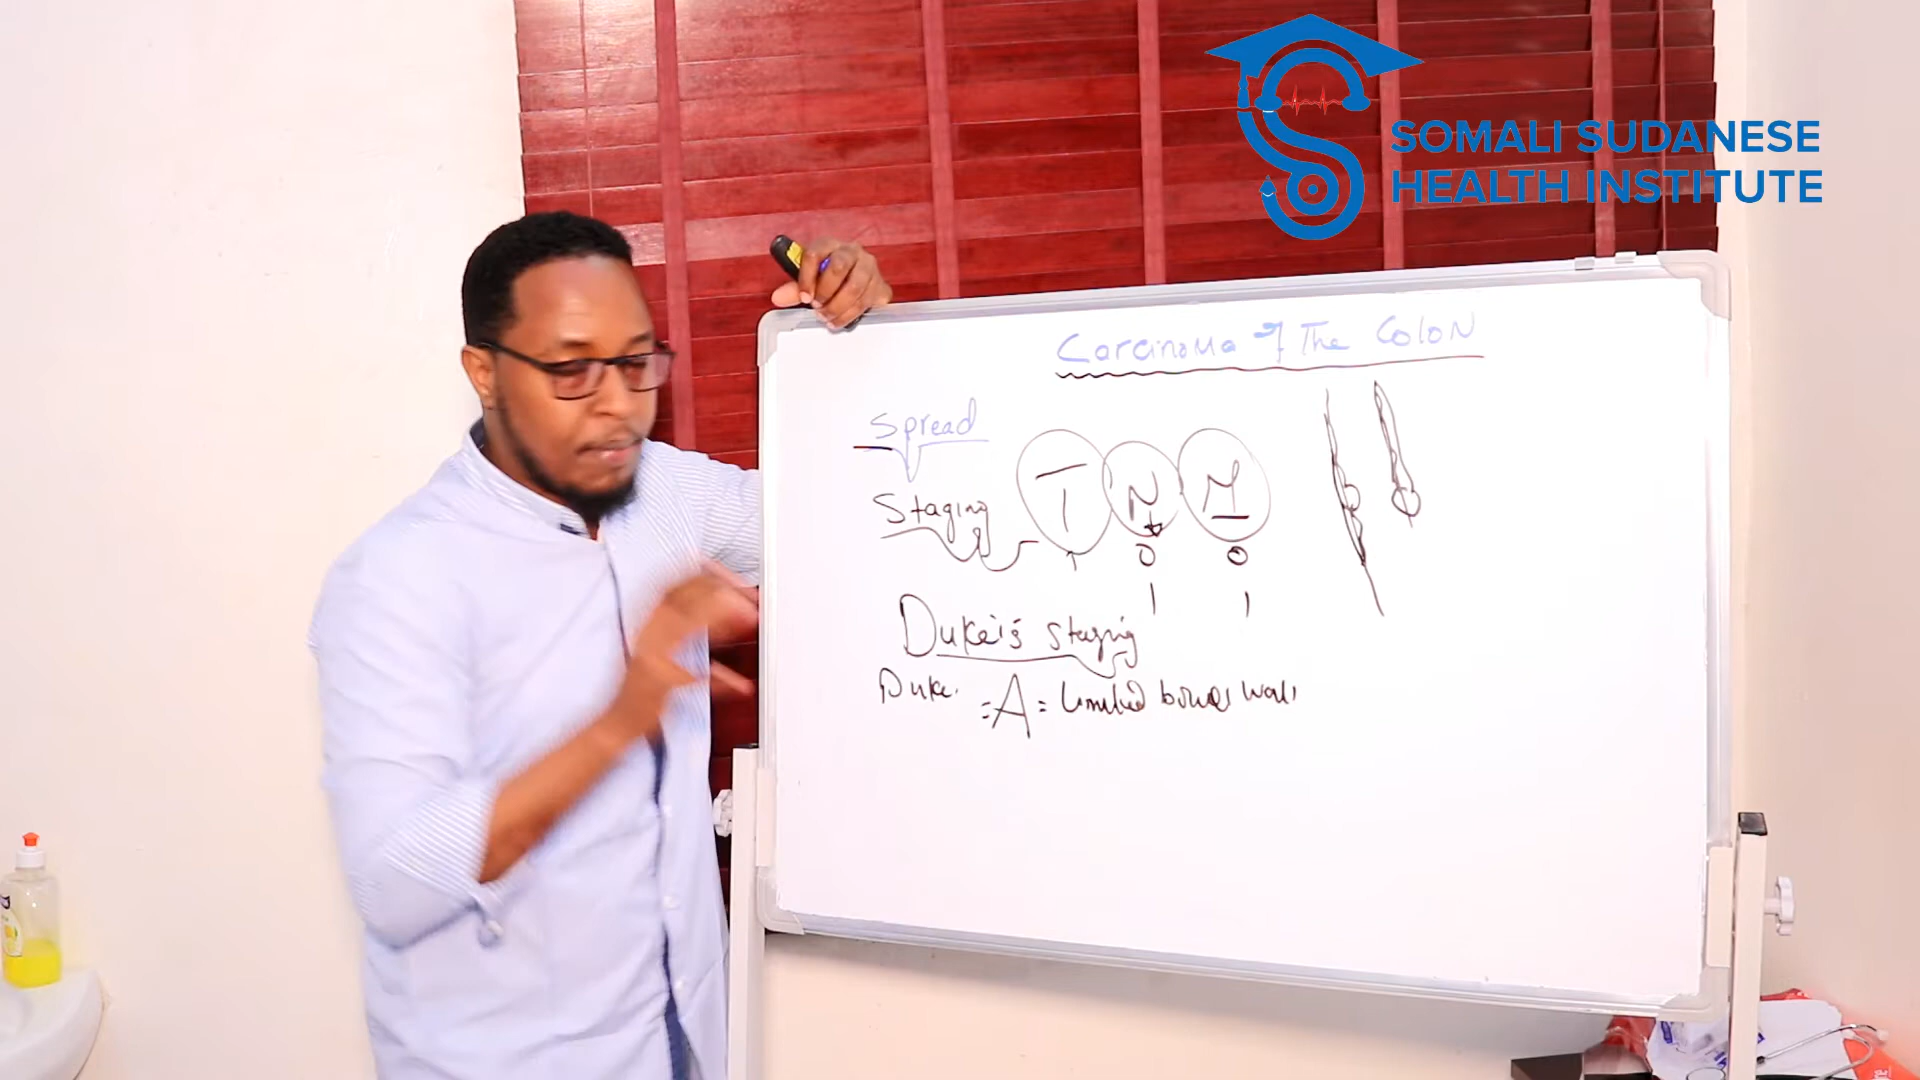 SOMALI SUDANESE
HEALTH INSTITUTE
Carcinoma of The Colon
Spread
Staging T N M
0 0
1 1
Duke's staging
Duke. = A = Limited bowel wall